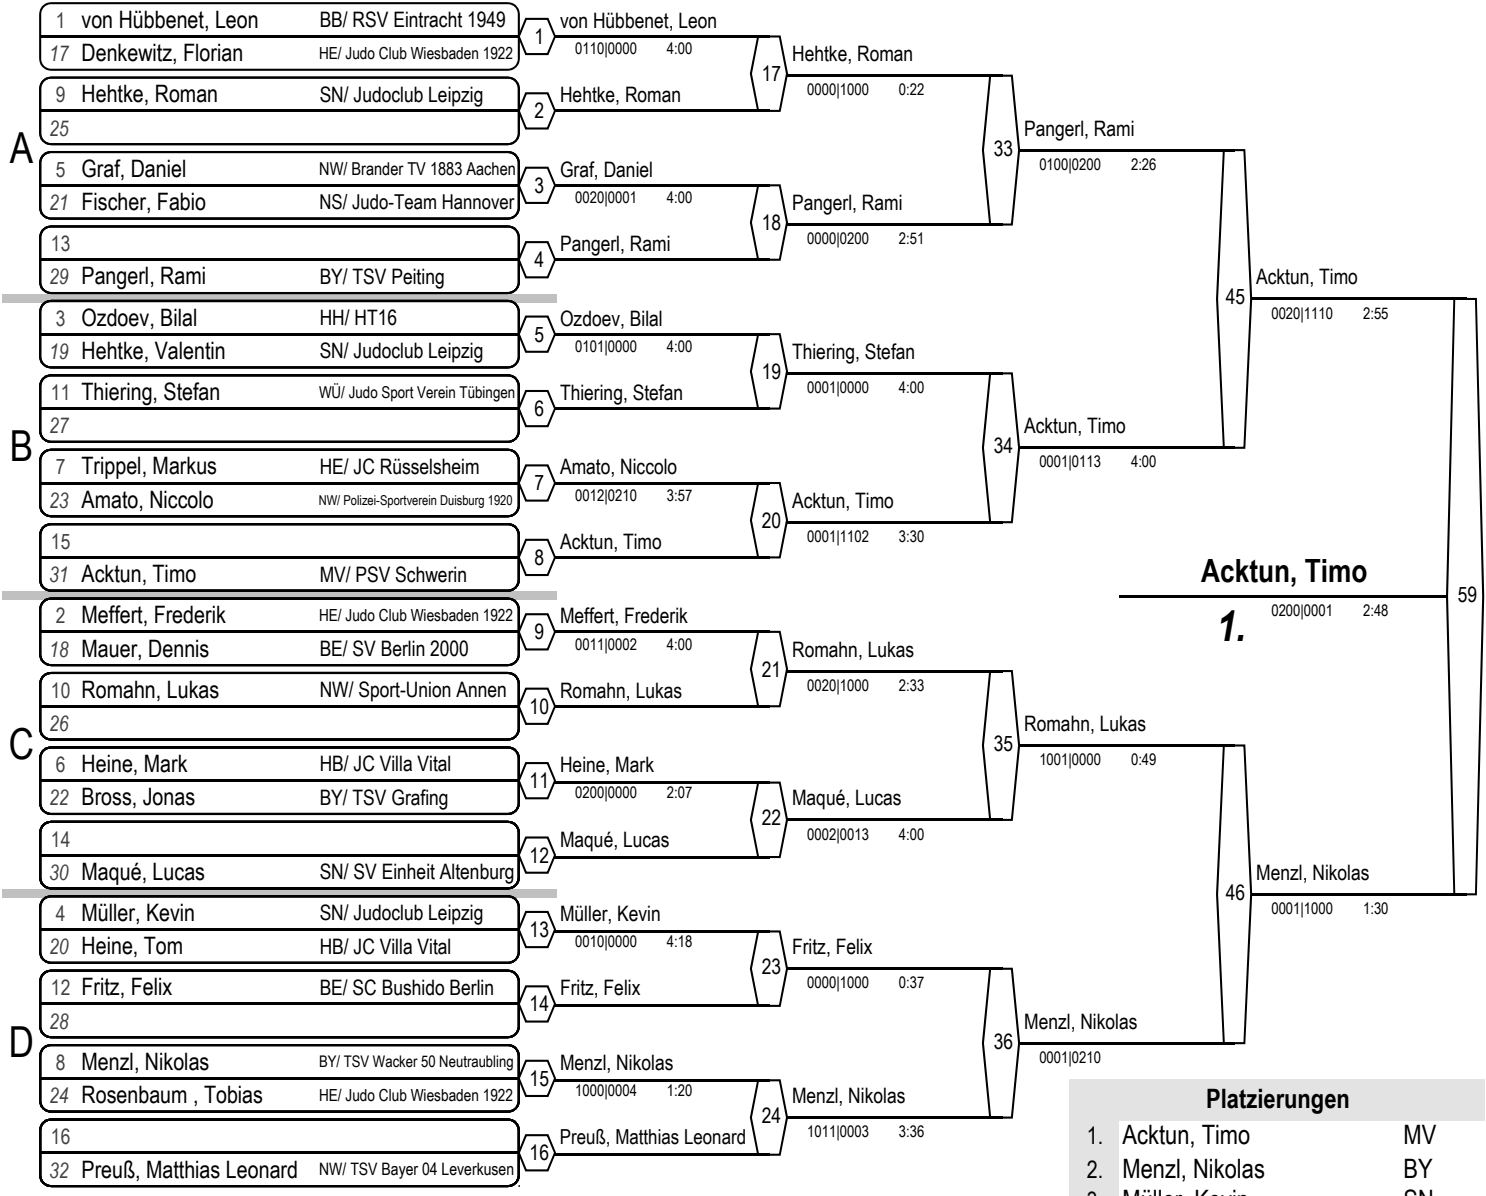 A
1 von Hübbenet, Leon BB/ RSV Eintracht 1949
17 Denkewitz, Florian HE/ Judo Club Wiesbaden 1922
9 Hehtke, Roman SN/ Judoclub Leipzig
25
5 Graf, Daniel NW/ Brander TV 1883 Aachen
21 Fischer, Fabio NS/ Judo-Team Hannover
13
29 Pangerl, Rami BY/ TSV Peiting
B
3 Ozdoev, Bilal HH/ HT16
19 Hehtke, Valentin SN/ Judoclub Leipzig
11 Thiering, Stefan WÜ/ Judo Sport Verein Tübingen
27
7 Trippel, Markus HE/ JC Rüsselsheim
23 Amato, Niccolo NW/ Polizei-Sportverein Duisburg 1920
15
31 Acktun, Timo MV/ PSV Schwerin
C
2 Meffert, Frederik HE/ Judo Club Wiesbaden 1922
18 Mauer, Dennis BE/ SV Berlin 2000
10 Romahn, Lukas NW/ Sport-Union Annen
26
6 Heine, Mark HB/ JC Villa Vital
22 Bross, Jonas BY/ TSV Grafing
14
30 Maqué, Lucas SN/ SV Einheit Altenburg
D
4 Müller, Kevin SN/ Judoclub Leipzig
20 Heine, Tom HB/ JC Villa Vital
12 Fritz, Felix BE/ SC Bushido Berlin
28
8 Menzl, Nikolas BY/ TSV Wacker 50 Neutraubling
24 Rosenbaum , Tobias HE/ Judo Club Wiesbaden 1922
16
32 Preuß, Matthias Leonard NW/ TSV Bayer 04 Leverkusen
1 von Hübbenet, Leon
0110|0000 4:00
2 Hehtke, Roman
3 Graf, Daniel
0020|0001 4:00
4 Pangerl, Rami
5 Ozdoev, Bilal
0101|0000 4:00
6 Thiering, Stefan
7 Amato, Niccolo
0012|0210 3:57
8 Acktun, Timo
9 Meffert, Frederik
0011|0002 4:00
10 Romahn, Lukas
11 Heine, Mark
0200|0000 2:07
12 Maqué, Lucas
13 Müller, Kevin
0010|0000 4:18
14 Fritz, Felix
15 Menzl, Nikolas
1000|0004 1:20
16 Preuß, Matthias Leonard
17 Hehtke, Roman
0000|1000 0:22
18 Pangerl, Rami
0000|0200 2:51
19 Thiering, Stefan
0001|0000 4:00
20 Acktun, Timo
0001|1102 3:30
21 Romahn, Lukas
0020|1000 2:33
22 Maqué, Lucas
0002|0013 4:00
23 Fritz, Felix
0000|1000 0:37
24 Menzl, Nikolas
1011|0003 3:36
33 Pangerl, Rami
0100|0200 2:26
34 Acktun, Timo
0001|0113 4:00
35 Romahn, Lukas
1001|0000 0:49
36 Menzl, Nikolas
0001|0210
45 Acktun, Timo
0020|1110 2:55
46 Menzl, Nikolas
0001|1000 1:30
59
Acktun, Timo
1. 0200|0001 2:48
Platzierungen
1. Acktun, Timo MV
2. Menzl, Nikolas BY
3. Müller, Kevin SN